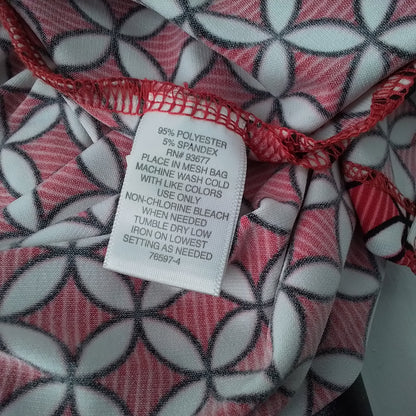 95% POLYESTER
5% SPANDEX
RN# 93677
PLACE IN MESH BAG
MACHINE WASH COLD
WITH LIKE COLORS
USE ONLY
NON-CHLORINE BLEACH
WHEN NEEDED
TUMBLE DRY LOW
IRON ON LOWEST
SETTING AS NEEDED
76597-4